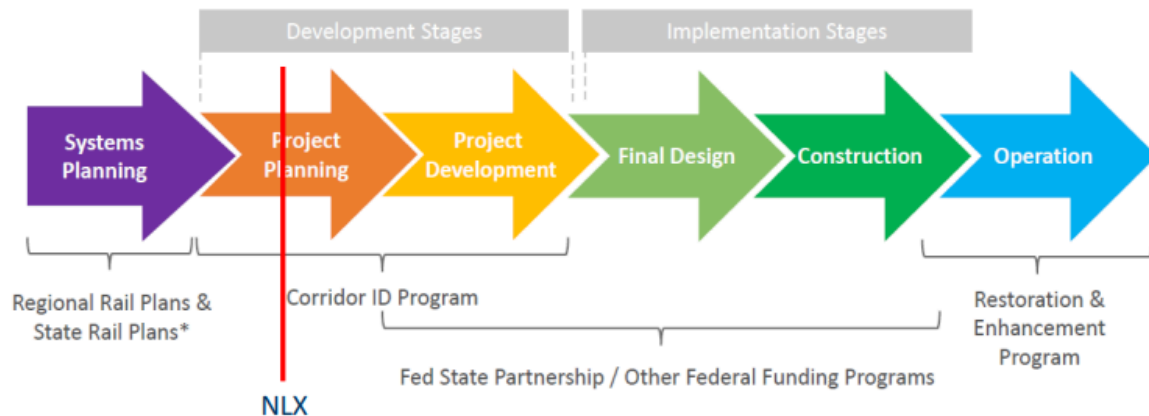 Development Stages
Implementation Stages
Systems
Planning
Project
Planning
Project
Development
Final Design
Construction
Operation
Regional Rail Plans &
State Rail Plans*
Corridor ID Program
Restoration &
Enhancement
Program
Fed State Partnership / Other Federal Funding Programs
NLX